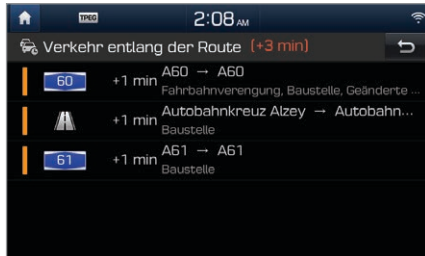 TPEG 2:08 AM
Verkehr entlang der Route (+3 min)
60 +1 min A60 → A60
Fahrbahnverengung, Baustelle, Geänderte ...
+1 min Autobahnkreuz Alzey → Autobahn...
Baustelle
61 +1 min A61 → A61
Baustelle